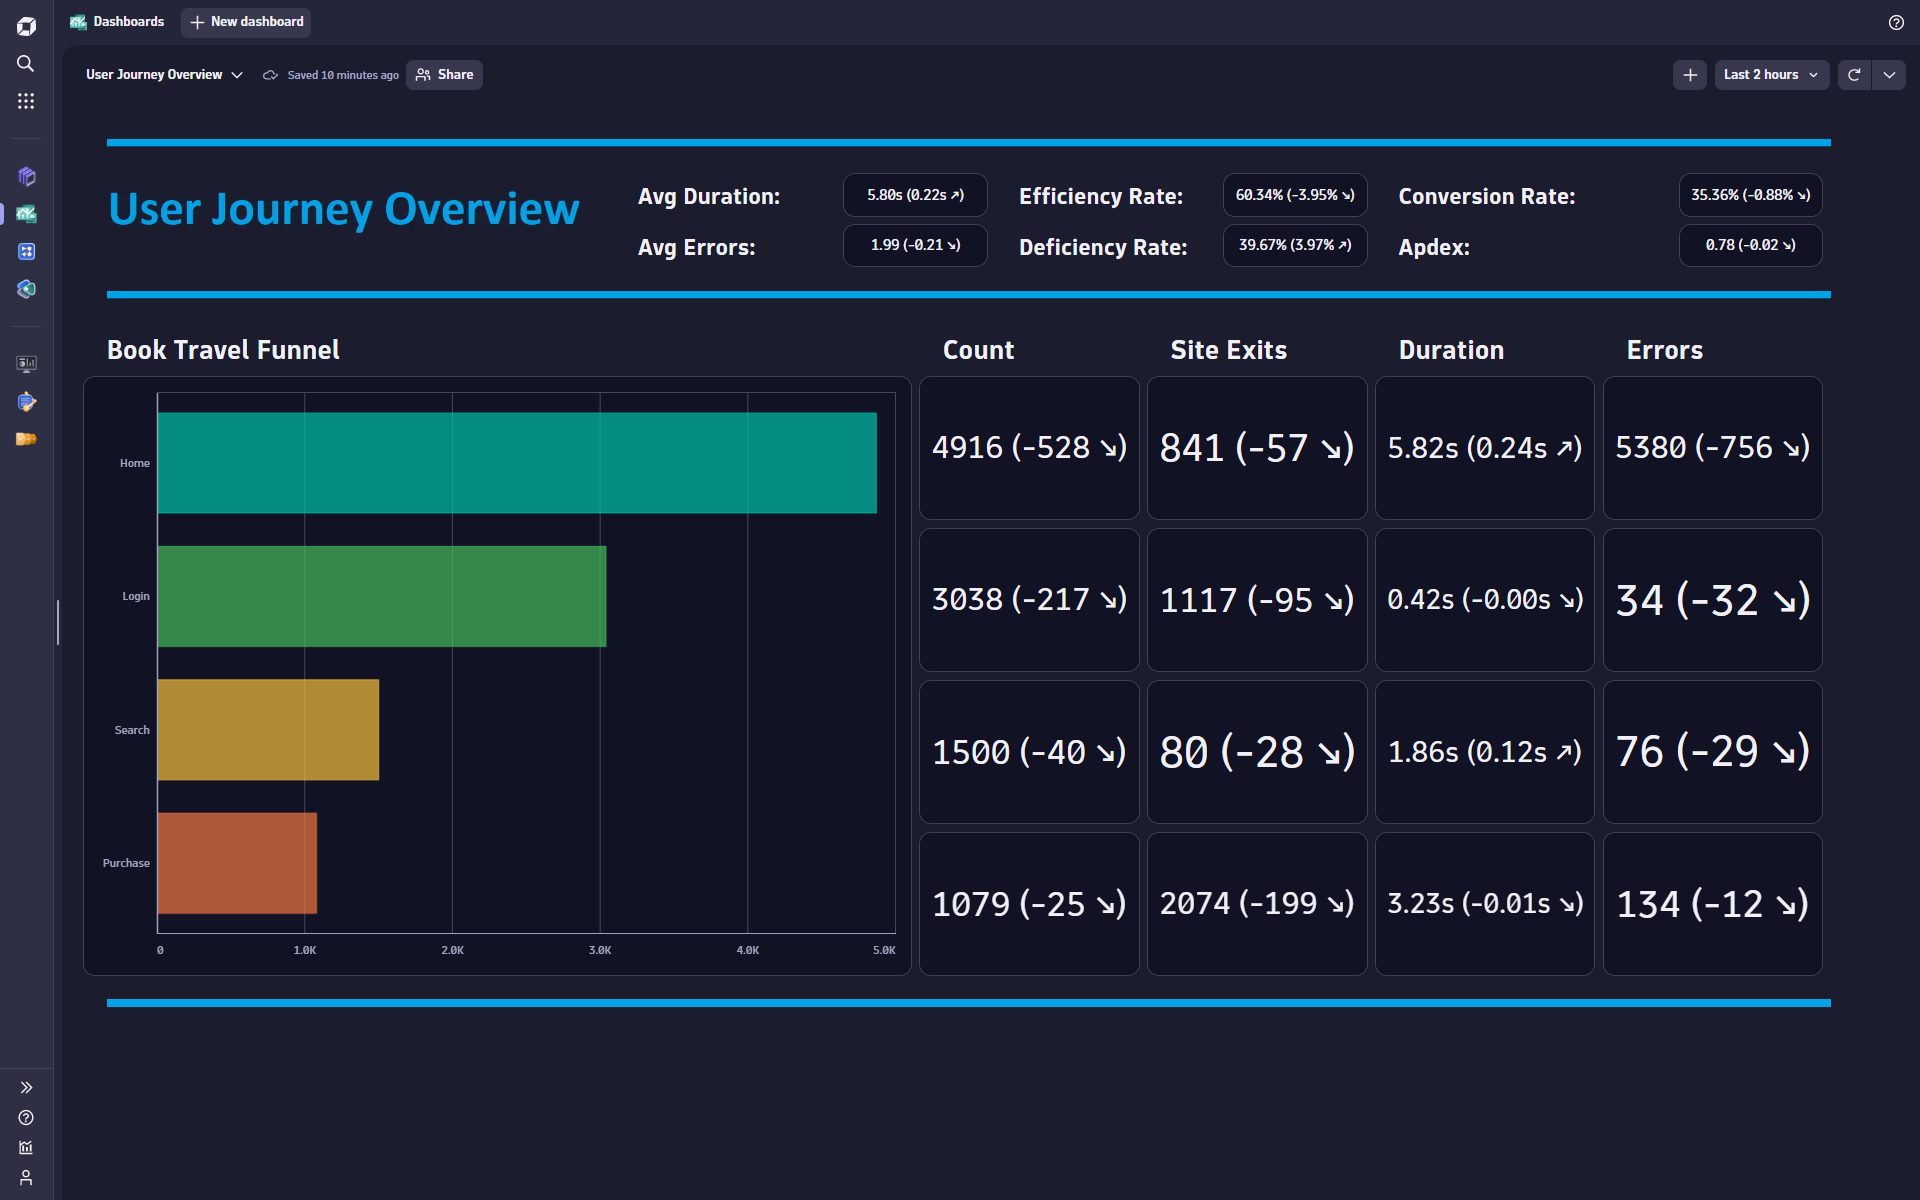 Dashboards
New dashboard
User Journey Overview
Saved 10 minutes ago
Share
Last 2 hours
User Journey Overview
Avg Duration:
5.80s (0.22s ↗)
Efficiency Rate:
60.34% (-3.95% ↘)
Conversion Rate:
35.36% (-0.88% ↘)
Avg Errors:
1.99 (-0.21 ↘)
Deficiency Rate:
39.67% (3.97% ↗)
Apdex:
0.78 (-0.02 ↘)
Book Travel Funnel
Count
Site Exits
Duration
Errors
Home
4916 (-528 ↘)
841 (-57 ↘)
5.82s (0.24s ↗)
5380 (-756 ↘)
Login
3038 (-217 ↘)
1117 (-95 ↘)
0.42s (-0.00s ↘)
34 (-32 ↘)
Search
1500 (-40 ↘)
80 (-28 ↘)
1.86s (0.12s ↗)
76 (-29 ↘)
Purchase
1079 (-25 ↘)
2074 (-199 ↘)
3.23s (-0.01s ↘)
134 (-12 ↘)
0 1.0K 2.0K 3.0K 4.0K 5.0K